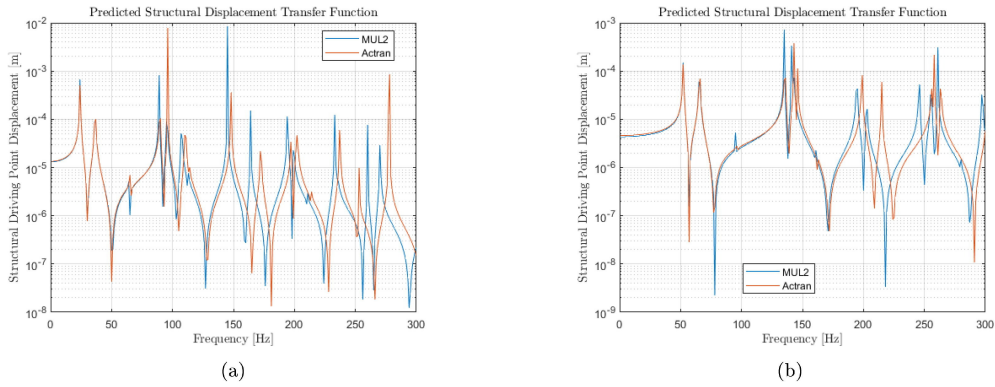 Predicted Structural Displacement Transfer Function
Structural Driving Point Displacement [m]
10^-2
10^-3
10^-4
10^-5
10^-6
10^-7
10^-8
MUL2
Actran
0 50 100 150 200 250 300
Frequency [Hz]
(a)
Predicted Structural Displacement Transfer Function
Structural Driving Point Displacement [m]
10^-3
10^-4
10^-5
10^-6
10^-7
10^-8
10^-9
MUL2
Actran
0 50 100 150 200 250 300
Frequency [Hz]
(b)